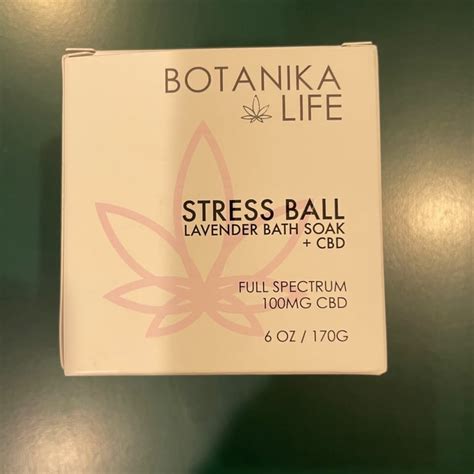 BOTANIKA
LIFE
STRESS BALL
LAVENDER BATH SOAK
+ CBD
FULL SPECTRUM
100MG CBD
6 OZ / 170G